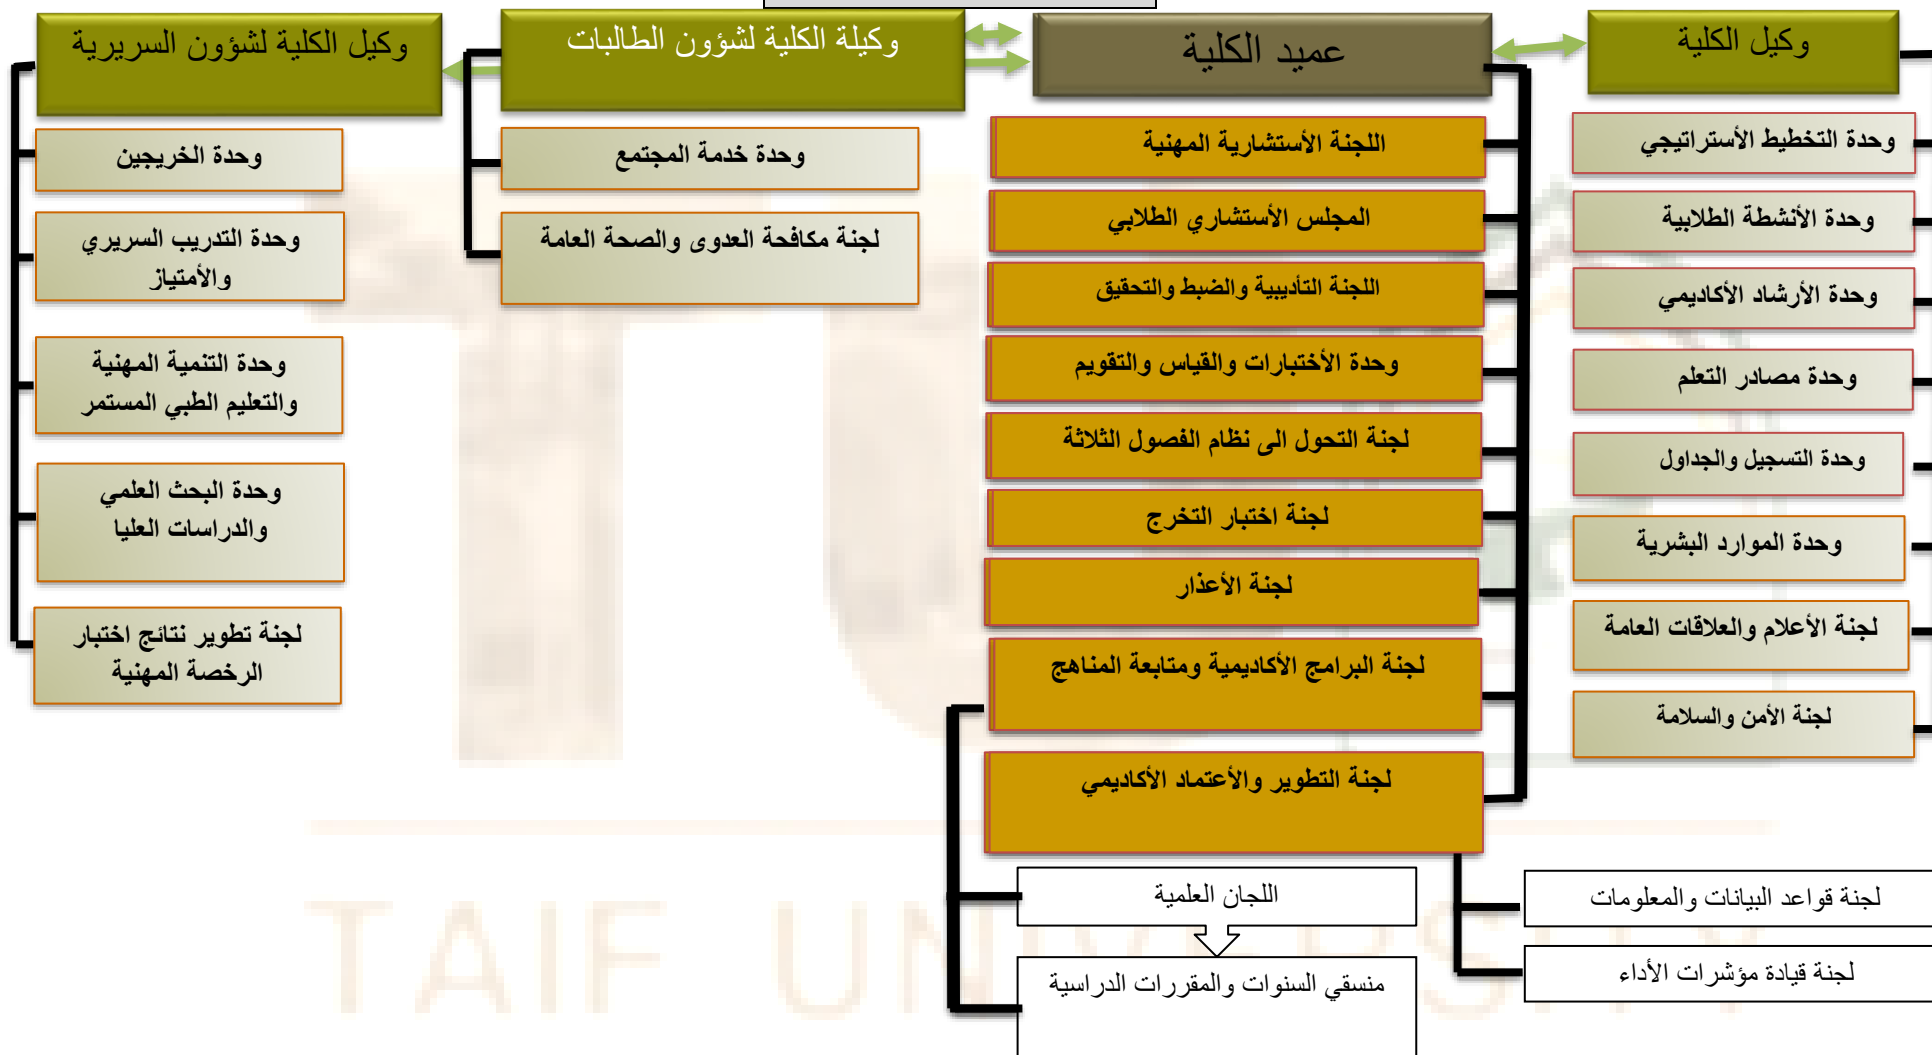 وكيل الكلية
عميد الكلية
وكيلة الكلية لشؤون الطالبات
وكيل الكلية لشؤون السريرية
وحدة التخطيط الأستراتيجي
وحدة الأنشطة الطلابية
وحدة الأرشاد الأكاديمي
وحدة مصادر التعلم
وحدة التسجيل والجداول
وحدة الموارد البشرية
لجنة الأعلام والعلاقات العامة
لجنة الأمن والسلامة
اللجنة الأستشارية المهنية
المجلس الأستشاري الطلابي
اللجنة التأديبية والضبط والتحقيق
وحدة الأختبارات والقياس والتقويم
لجنة التحول الى نظام الفصول الثلاثة
لجنة اختبار التخرج
لجنة الأعذار
لجنة البرامج الأكاديمية ومتابعة المناهج
لجنة التطوير والأعتماد الأكاديمي
وحدة خدمة المجتمع
لجنة مكافحة العدوى والصحة العامة
وحدة الخريجين
وحدة التدريب السريري
والأمتياز
وحدة التنمية المهنية
والتعليم الطبي المستمر
وحدة البحث العلمي
والدراسات العليا
لجنة تطوير نتائج اختبار
الرخصة المهنية
لجنة قواعد البيانات والمعلومات
لجنة قيادة مؤشرات الأداء
اللجان العلمية
منسقي السنوات والمقررات الدراسية
TAIF UNIVERSITY